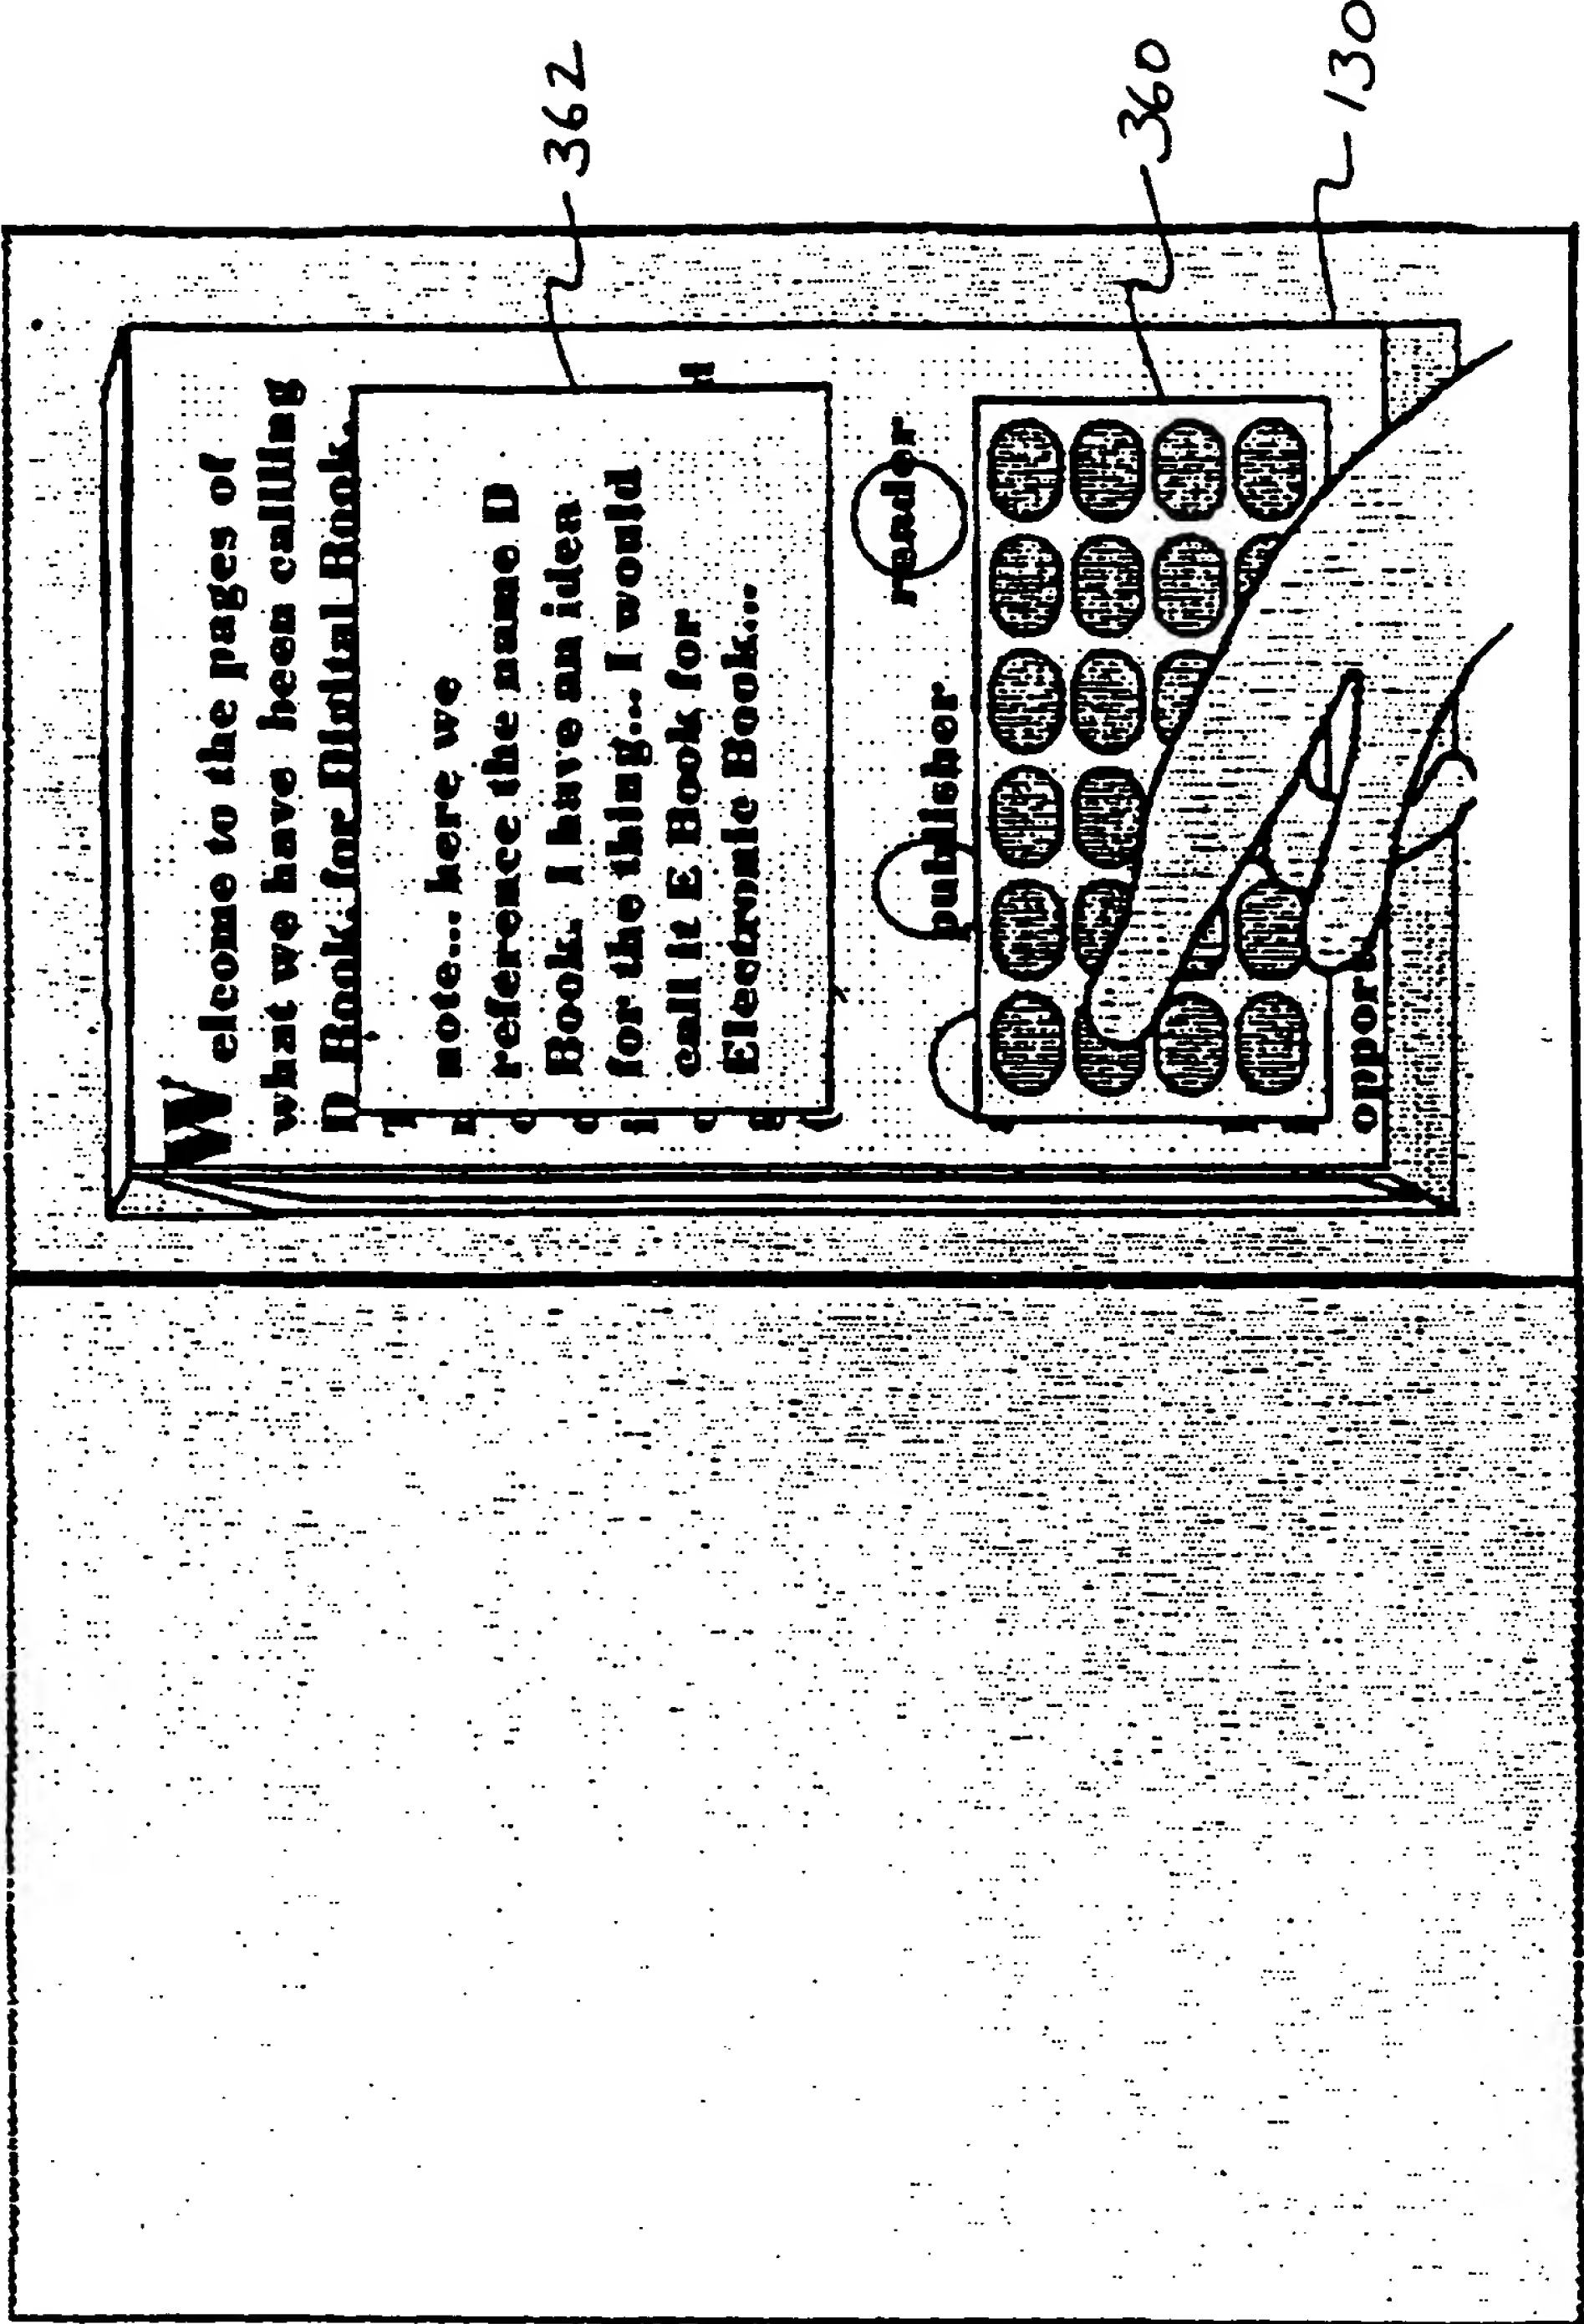 Welcome to the pages of
what we have been callling
D Book for Digital Book.
note... here we
reference the name D
Book. I have an idea
for the thing... I would
call it E Book for
Electronic Book...
publisher
reader
oppor
362
360
130